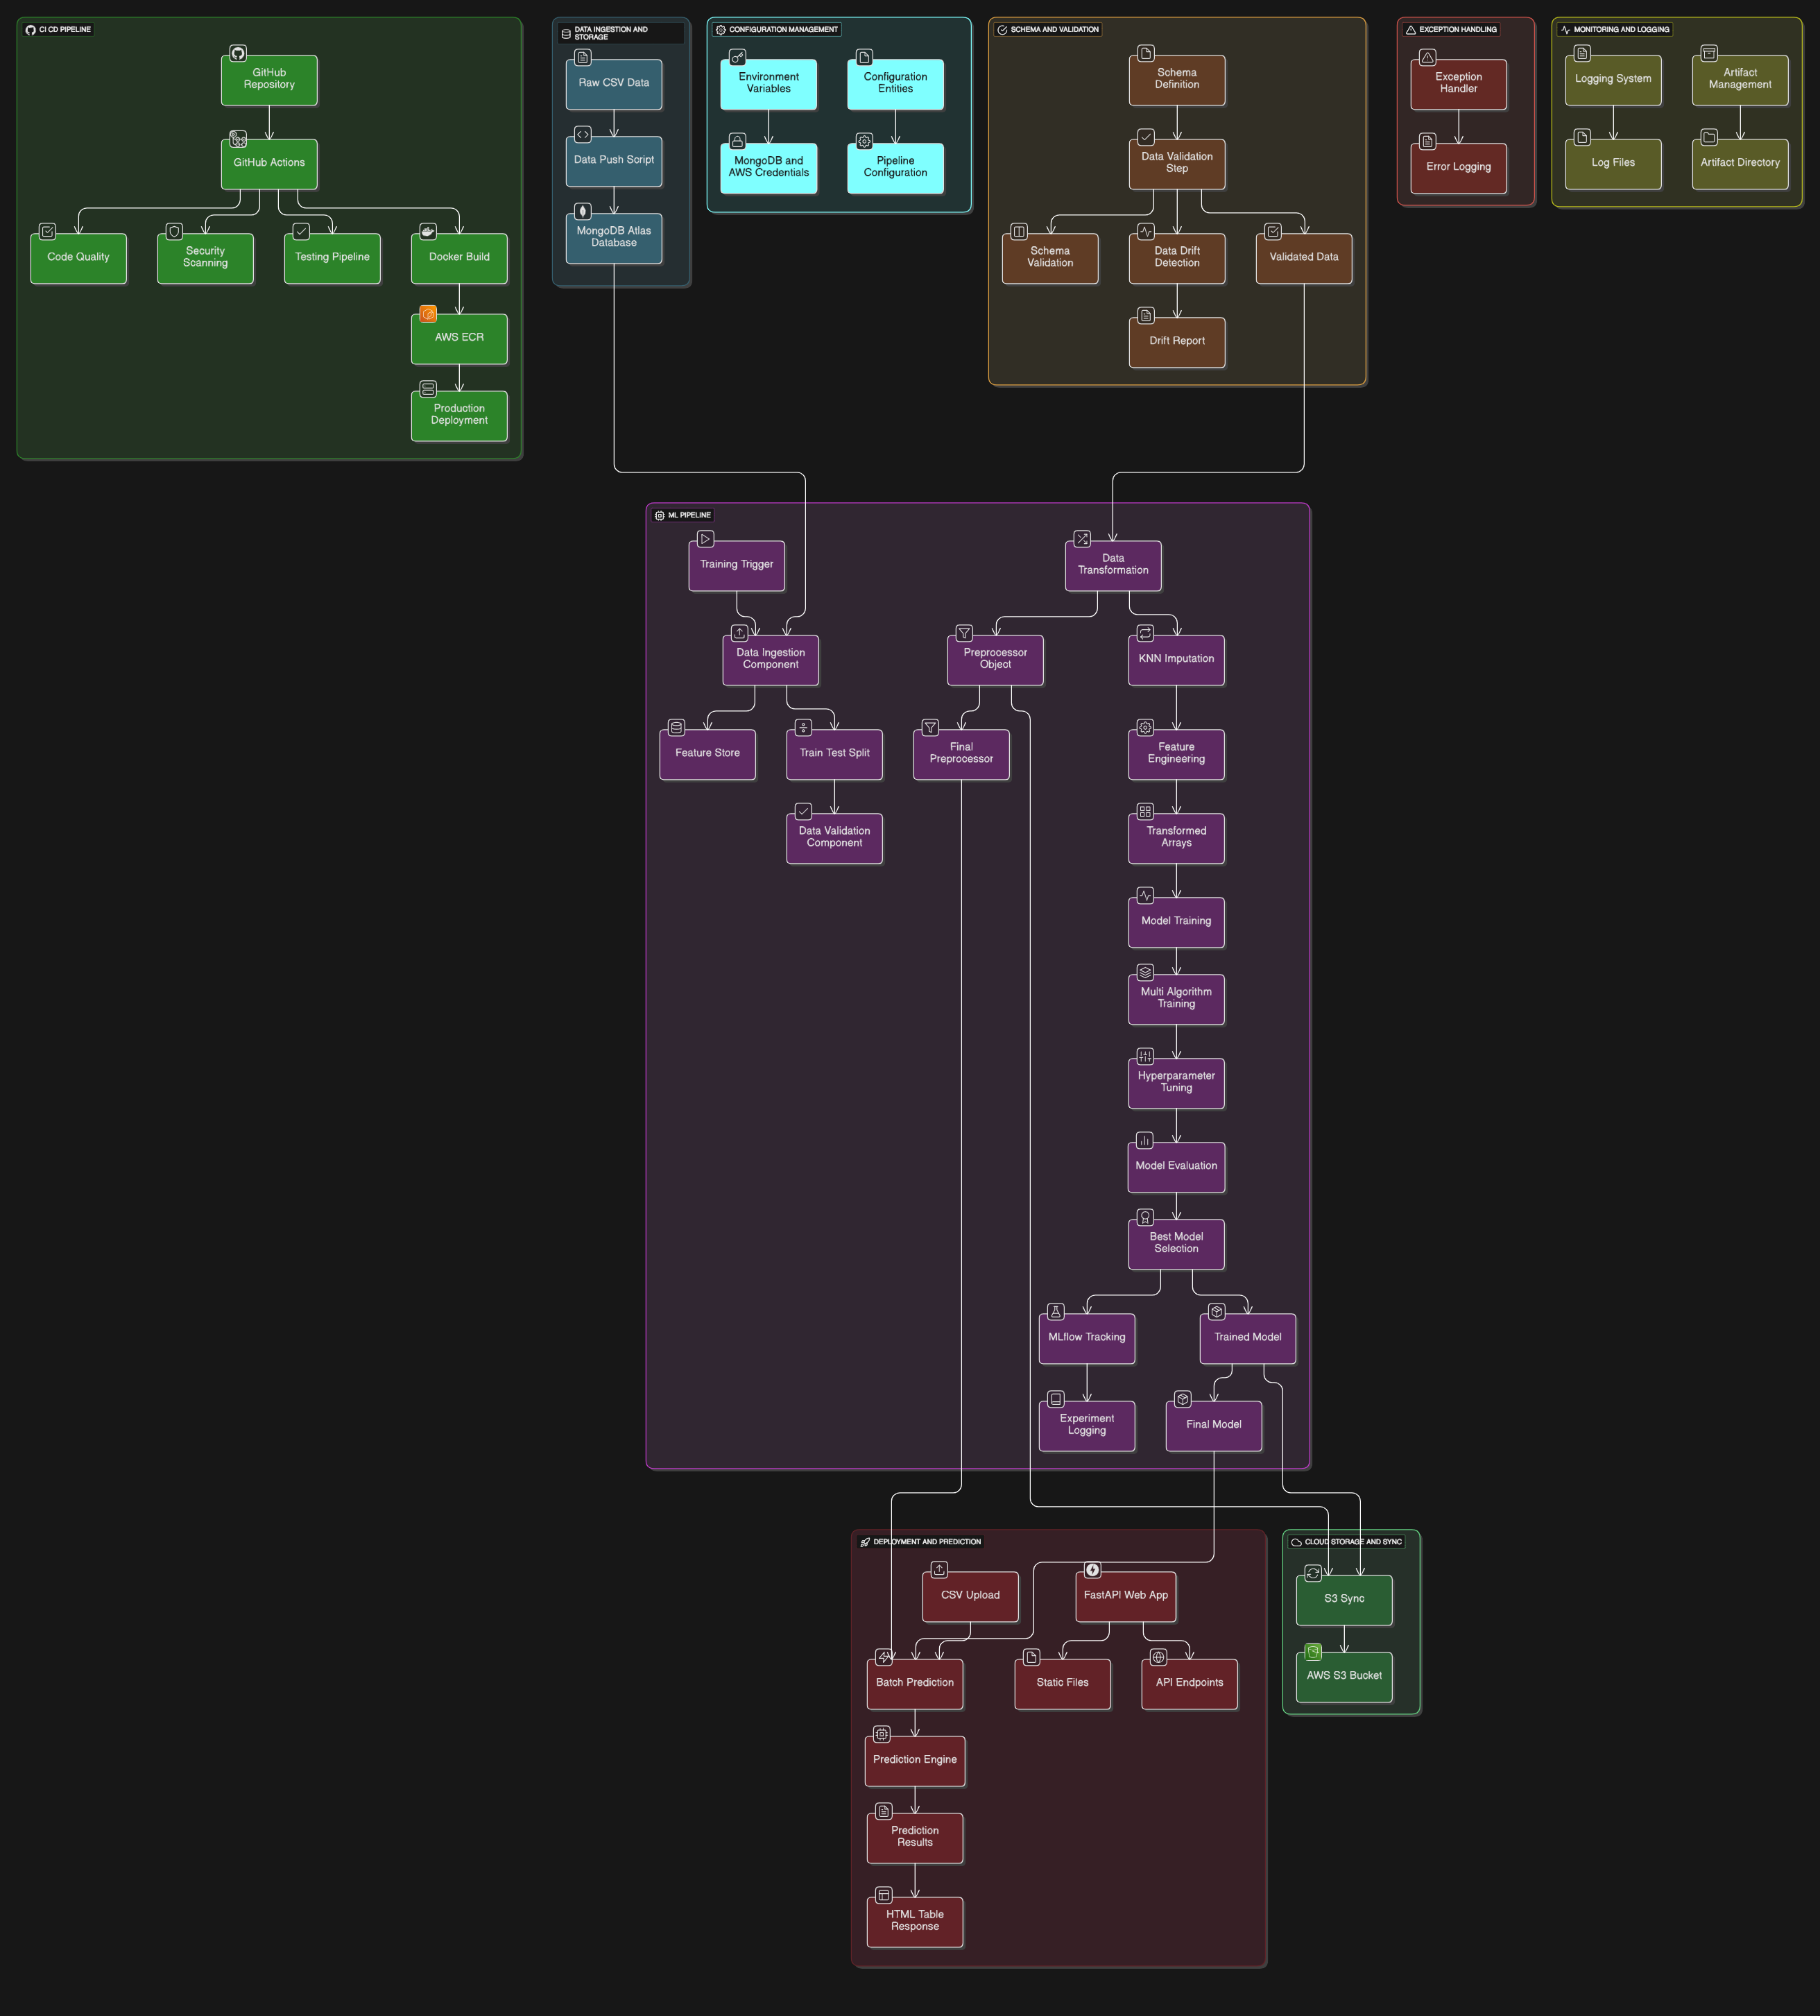 CI CD PIPELINE
GitHub
Repository
GitHub Actions
Code Quality
Security
Scanning
Testing Pipeline
Docker Build
AWS ECR
Production
Deployment
DATA INGESTION AND
STORAGE
Raw CSV Data
Data Push Script
MongoDB Atlas
Database
CONFIGURATION MANAGEMENT
Environment
Variables
Configuration
Entities
MongoDB and
AWS Credentials
Pipeline
Configuration
SCHEMA AND VALIDATION
Schema
Definition
Data Validation
Step
Schema
Validation
Data Drift
Detection
Validated Data
Drift Report
EXCEPTION HANDLING
Exception
Handler
Error Logging
MONITORING AND LOGGING
Logging System
Artifact
Management
Log Files
Artifact Directory
ML PIPELINE
Training Trigger
Data
Transformation
Data Ingestion
Component
Preprocessor
Object
KNN Imputation
Feature Store
Train Test Split
Final
Preprocessor
Feature
Engineering
Data Validation
Component
Transformed
Arrays
Model Training
Multi Algorithm
Training
Hyperparameter
Tuning
Model Evaluation
Best Model
Selection
MLflow Tracking
Trained Model
Experiment
Logging
Final Model
DEPLOYMENT AND PREDICTION
CSV Upload
FastAPI Web App
Batch Prediction
Static Files
API Endpoints
Prediction Engine
Prediction
Results
HTML Table
Response
CLOUD STORAGE AND SYNC
S3 Sync
AWS S3 Bucket